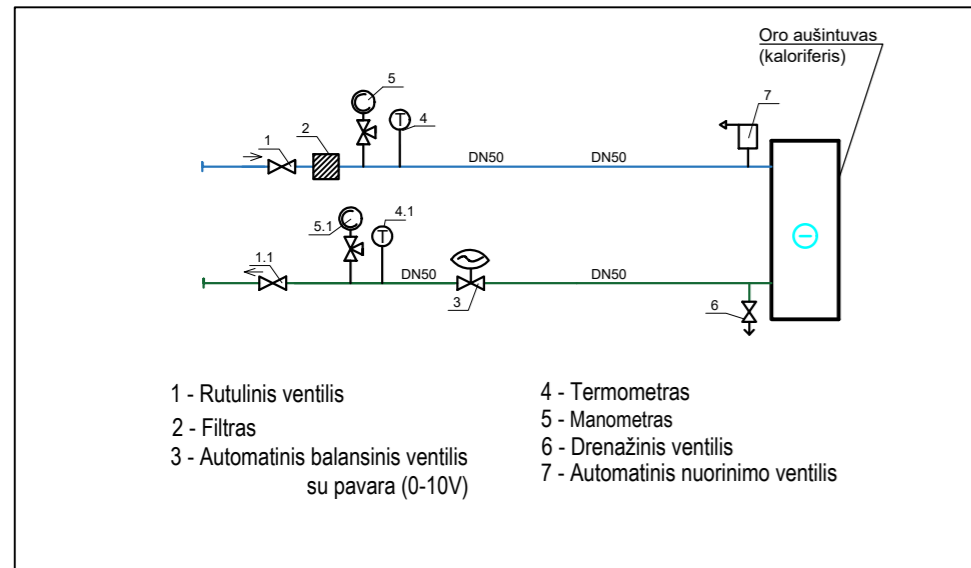 Oro aušintuvas
(kaloriferis)
5
7
2
4
1
T
DN50
DN50
4.1
5.1
T
1.1
DN50
DN50
3
6
1 - Rutulinis ventilis
2 - Filtras
3 - Automatinis balansinis ventilis
su pavara (0-10V)
4 - Termometras
5 - Manometras
6 - Drenažinis ventilis
7 - Automatinis nuorinimo ventilis